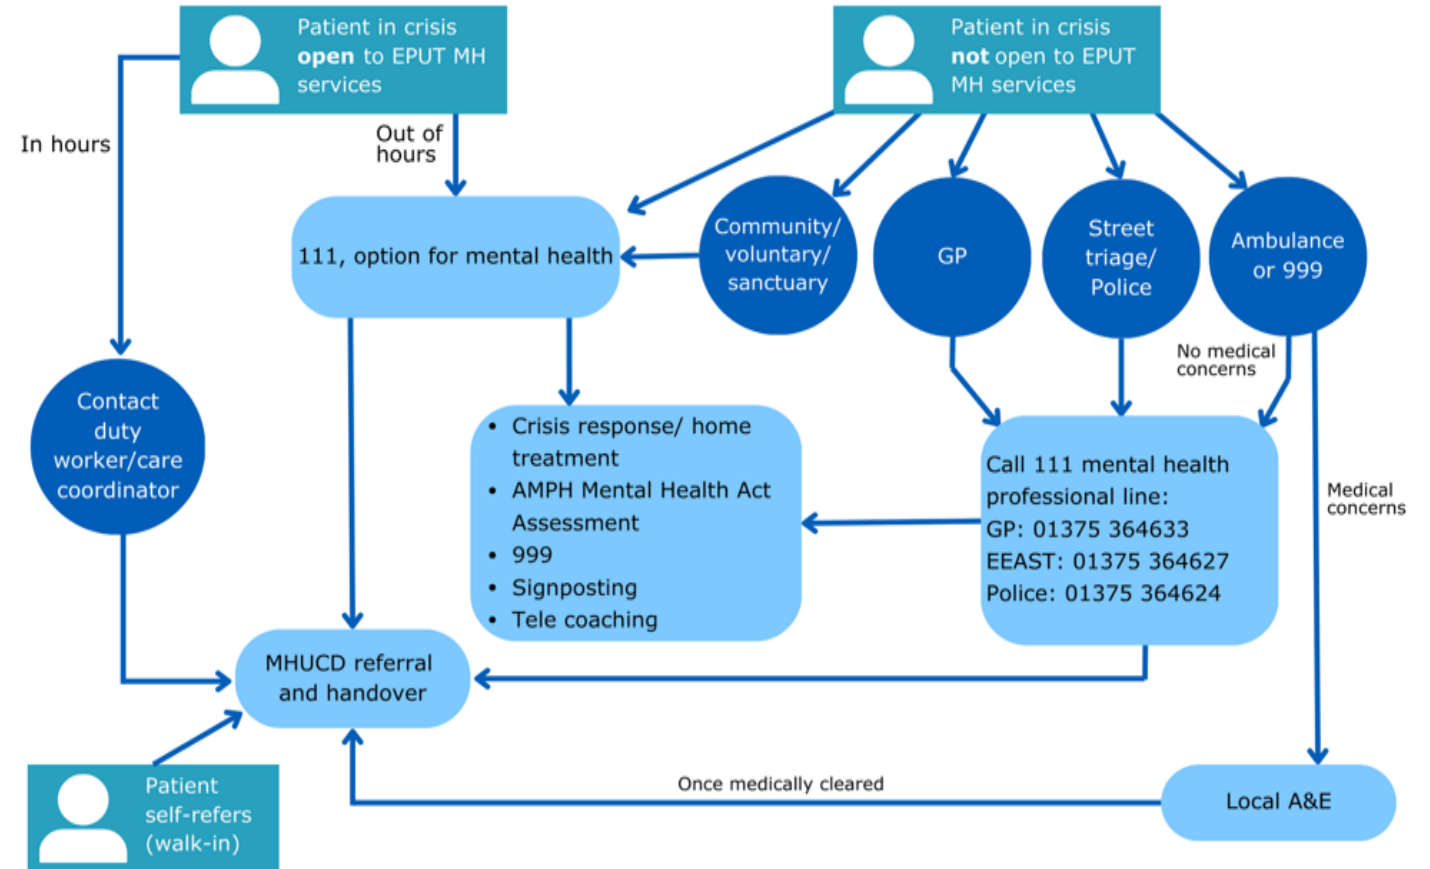 Patient in crisis
open to EPUT MH
services
Patient in crisis
not open to EPUT
MH services
In hours
Out of
hours
111, option for mental health
Community/
voluntary/
sanctuary
GP
Street
triage/
Police
Ambulance
or 999
No medical
concerns
Contact
duty
worker/care
coordinator
• Crisis response/ home
treatment
• AMPH Mental Health Act
Assessment
• 999
• Signposting
• Tele coaching
Call 111 mental health
professional line:
GP: 01375 364633
EEAST: 01375 364627
Police: 01375 364624
Medical
concerns
MHUCD referral
and handover
Patient
self-refers
(walk-in)
Once medically cleared
Local A&E